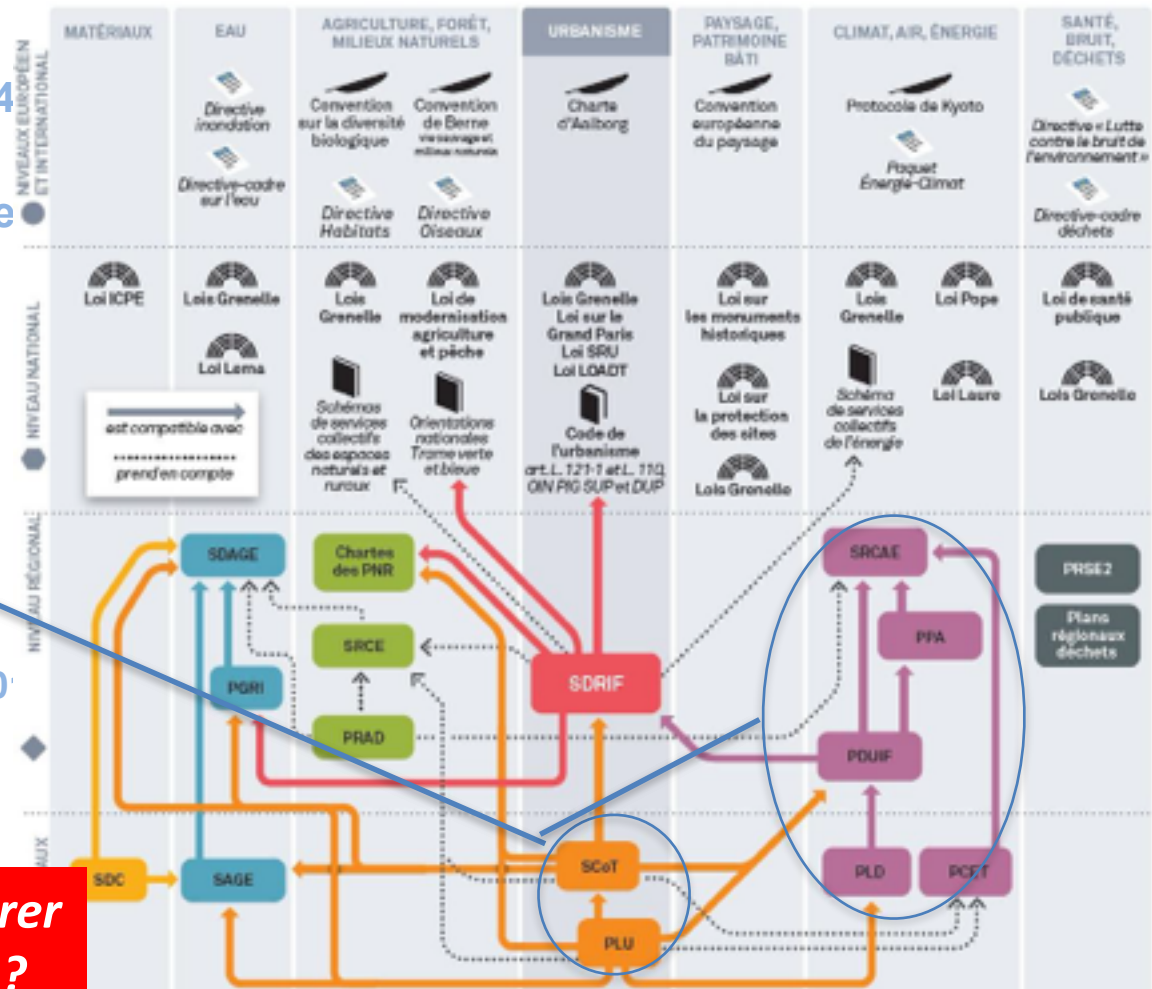 MATÉRIAUX
EAU
AGRICULTURE, FORÊT,
MILIEUX NATURELS
URBANISME
PAYSAGE,
PATRIMOINE
BÂTI
CLIMAT, AIR, ÉNERGIE
SANTÉ,
BRUIT,
DÉCHETS
NIVEAUX EUROPÉEN
ET INTERNATIONAL
4
e
Directive
inondation
Directive-cadre
sur l'eau
Convention
sur la diversité
biologique
Convention
de Berne
vie sauvage et
milieux naturels
Directive
Habitats
Directive
Oiseaux
Charte
d'Aalborg
Convention
européenne
du paysage
Protocole de Kyoto
Paquet
Énergie-Climat
Directive « Lutte
contre le bruit de
l'environnement »
Directive-cadre
déchets
NIVEAU NATIONAL
Loi ICPE
Lois Grenelle
Loi Lema
Lois
Grenelle
Loi de
modernisation
agriculture
et pêche
Schémas
de services
collectifs
des espaces
naturels et
ruraux
Orientations
nationales
Trame verte
et bleue
Lois Grenelle
Loi sur le
Grand Paris
Loi SRU
Loi LOADT
Code de
l'urbanisme
art. L. 121-1 et L. 110,
OIN PIG SUP et DUP
Loi sur
les monuments
historiques
Loi sur
la protection
des sites
Lois Grenelle
Lois
Grenelle
Loi Pope
Schéma
de services
collectifs
de l'énergie
Loi Laure
Loi de santé
publique
Lois Grenelle
est compatible avec
prend en compte
NIVEAU RÉGIONAL
SDAGE
Chartes
des PNR
SRCAE
PRSE2
SRCE
PPA
Plans
régionaux
déchets
PGRI
SDRIF
PRAD
PDUIF
SDC
SAGE
SCoT
PLD
PCET
PLU
rer
?